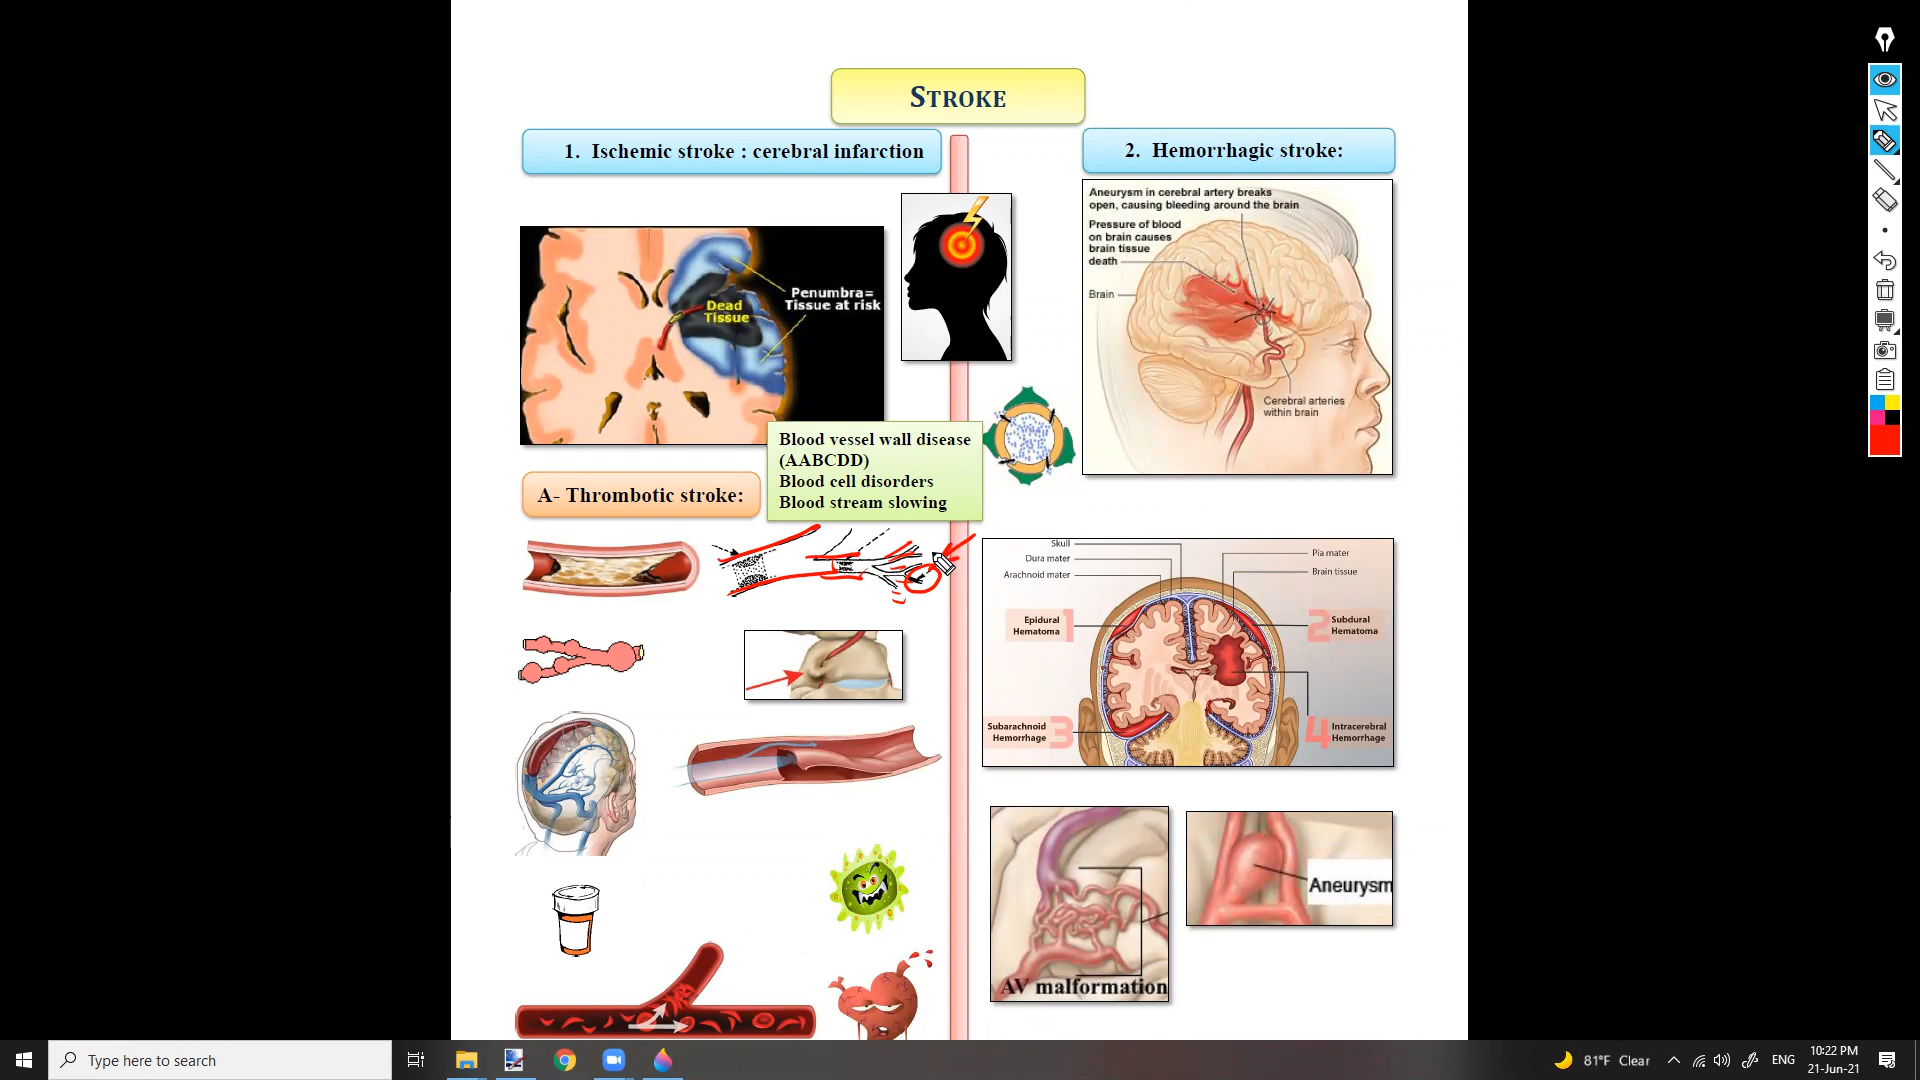 STROKE
1. Ischemic stroke : cerebral infarction
2. Hemorrhagic stroke:
Dead
Tissue
Penumbra=
Tissue at risk
Aneurysm in cerebral artery breaks
open, causing bleeding around the brain
Pressure of blood
on brain causes
brain tissue
death
Brain
Cerebral arteries
within brain
Blood vessel wall disease
(AABCDD)
Blood cell disorders
Blood stream slowing
A- Thrombotic stroke:
Skull
Dura mater
Arachnoid mater
Pia mater
Brain tissue
Epidural
Hematoma
1
2
Subdural
Hematoma
Subarachnoid
Hemorrhage
3
4
Intracerebral
Hemorrhage
AV malformation
Aneurysm
Type here to search
81°F Clear
ENG
10:22 PM
21-Jun-21